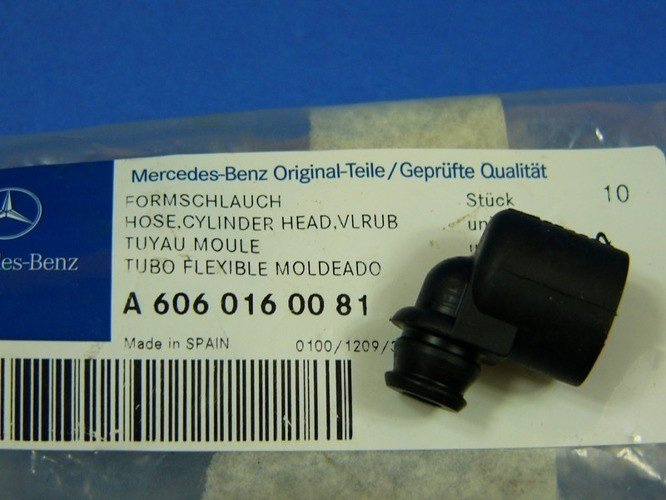 Mercedes-Benz Original-Teile/Geprüfte Qualität
FORMSCHLAUCH
HOSE,CYLINDER HEAD,VLRUB
TUYAU MOULE
TUBO FLEXIBLE MOLDEADO
Stück 10
A 606 016 00 81
Made in SPAIN 0100/1209/
es-Benz